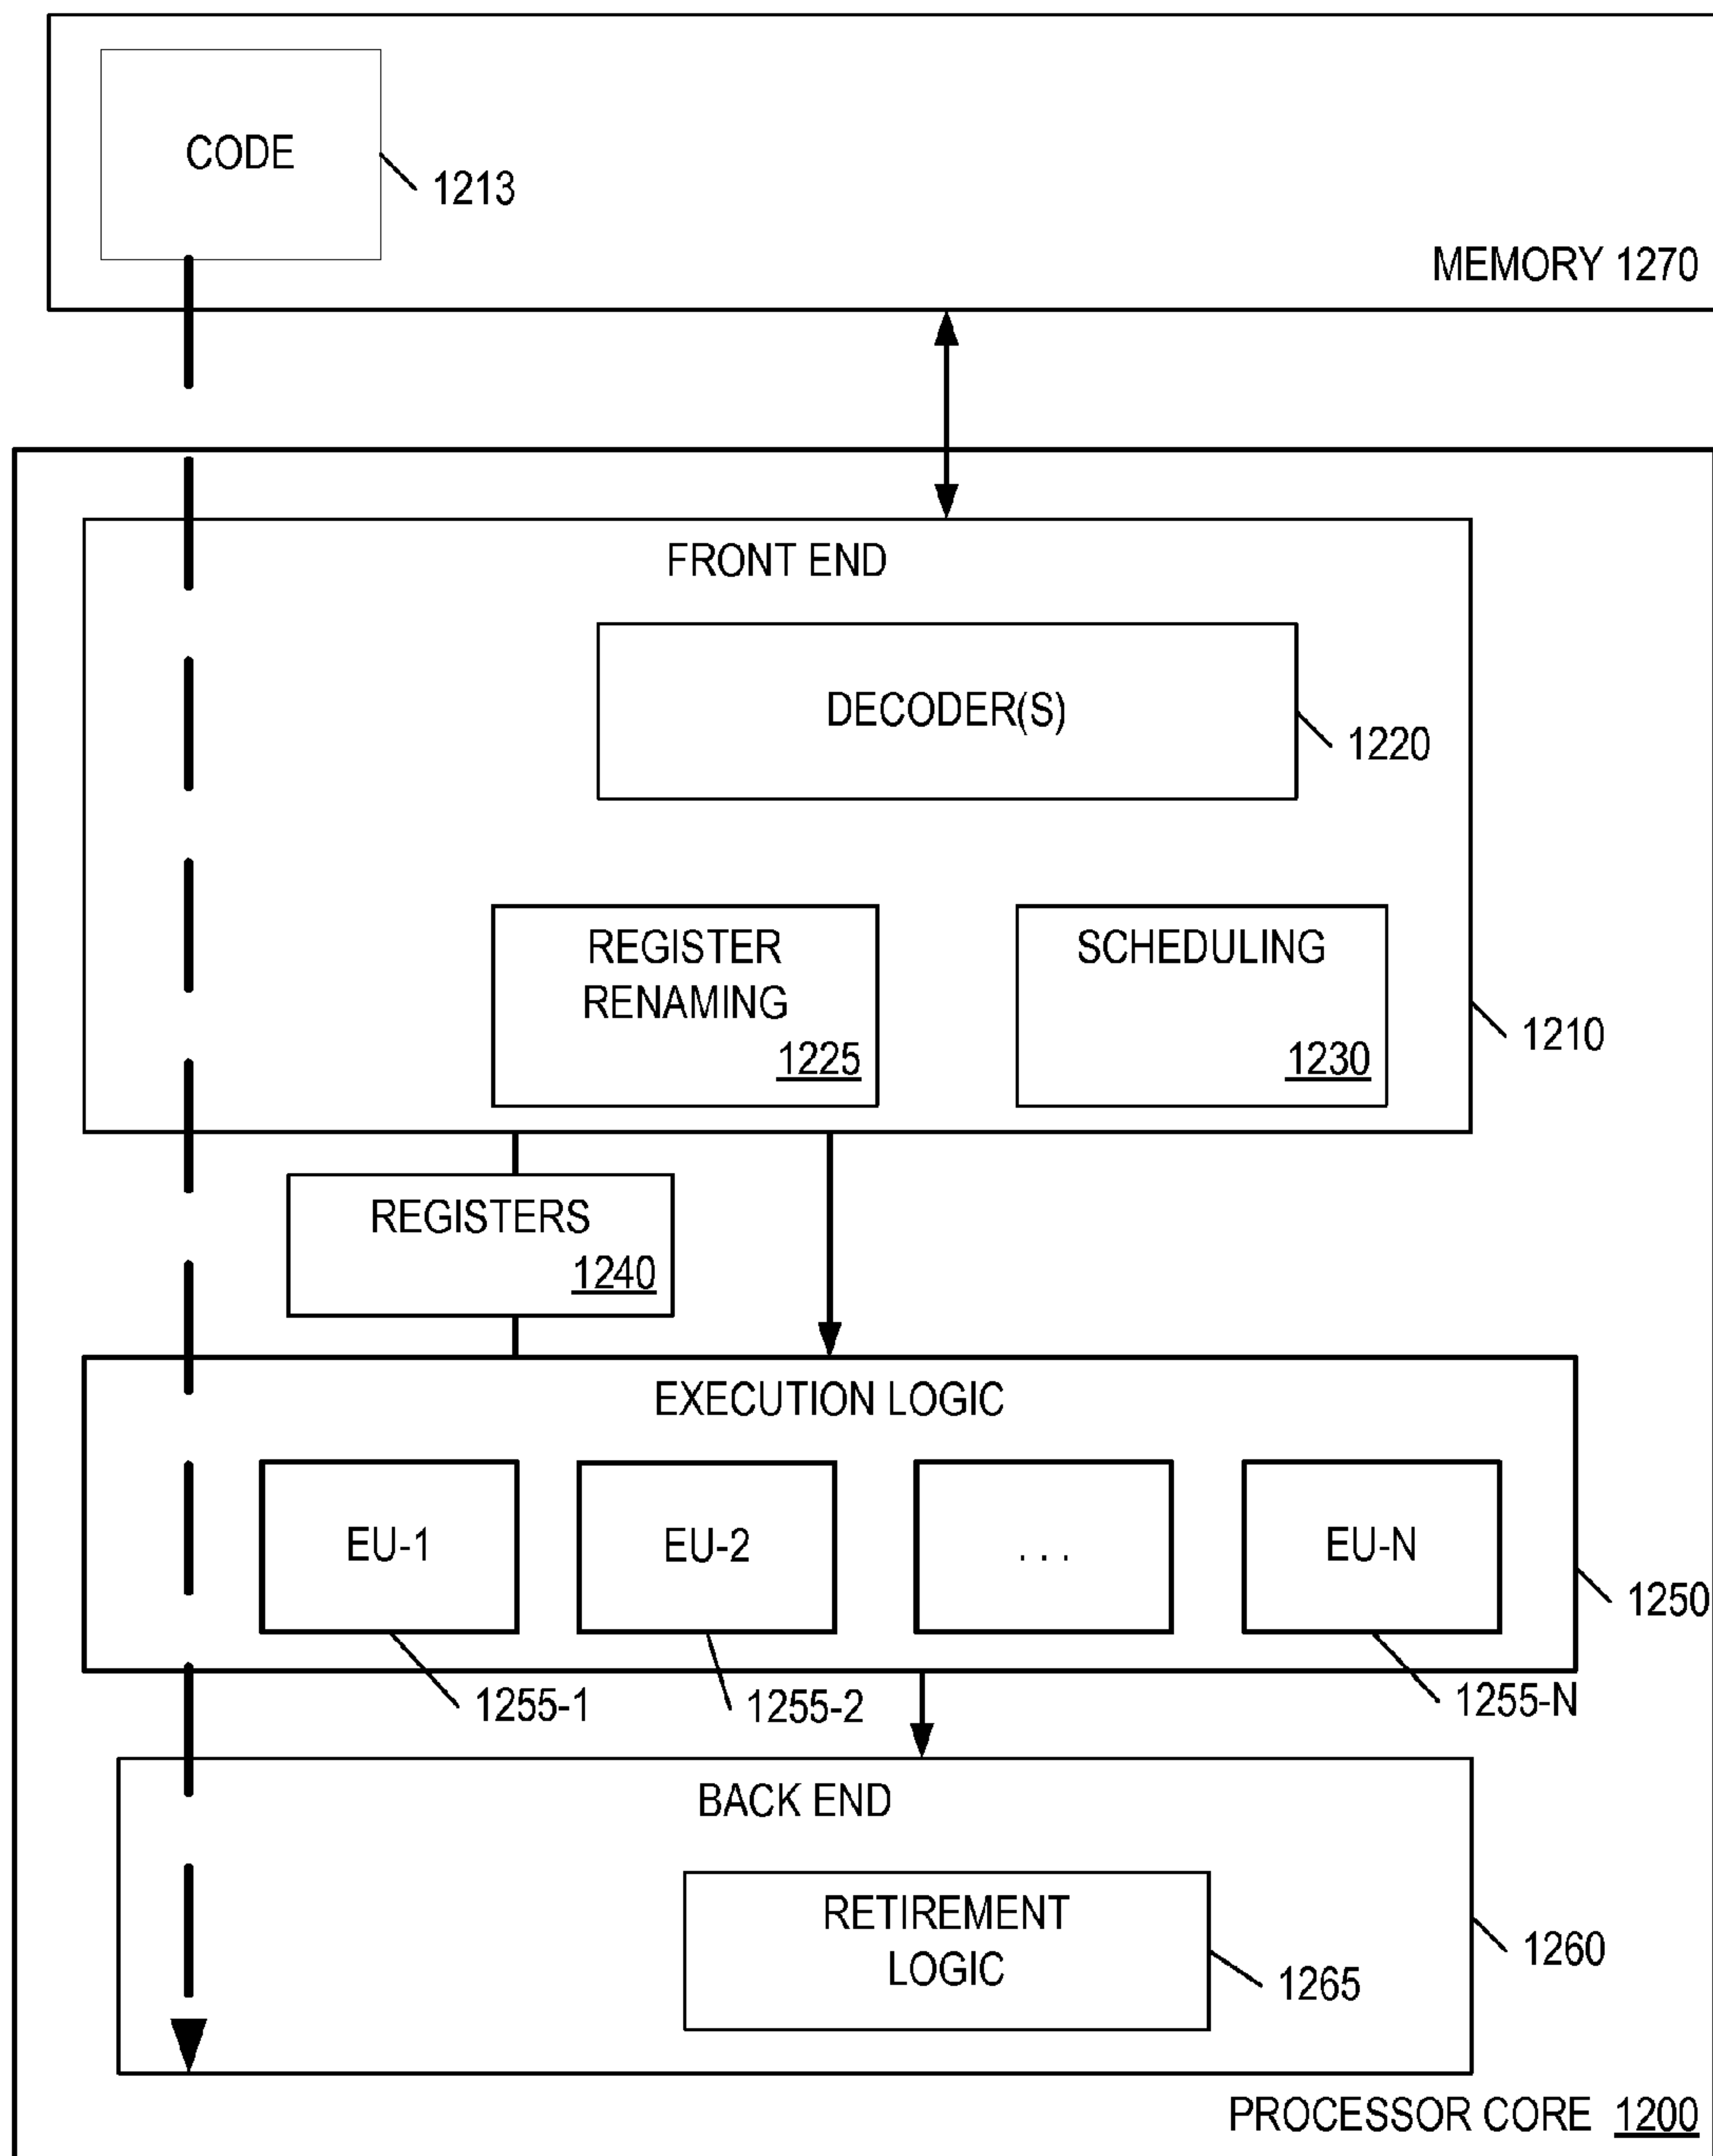 CODE
1213
MEMORY 1270
FRONT END
DECODER(S)
1220
REGISTER
RENAMING
1225
SCHEDULING
1230
1210
REGISTERS
1240
EXECUTION LOGIC
EU-1
EU-2
. . .
EU-N
1250
1255-1
1255-2
1255-N
BACK END
RETIREMENT
LOGIC
1265
1260
PROCESSOR CORE 1200